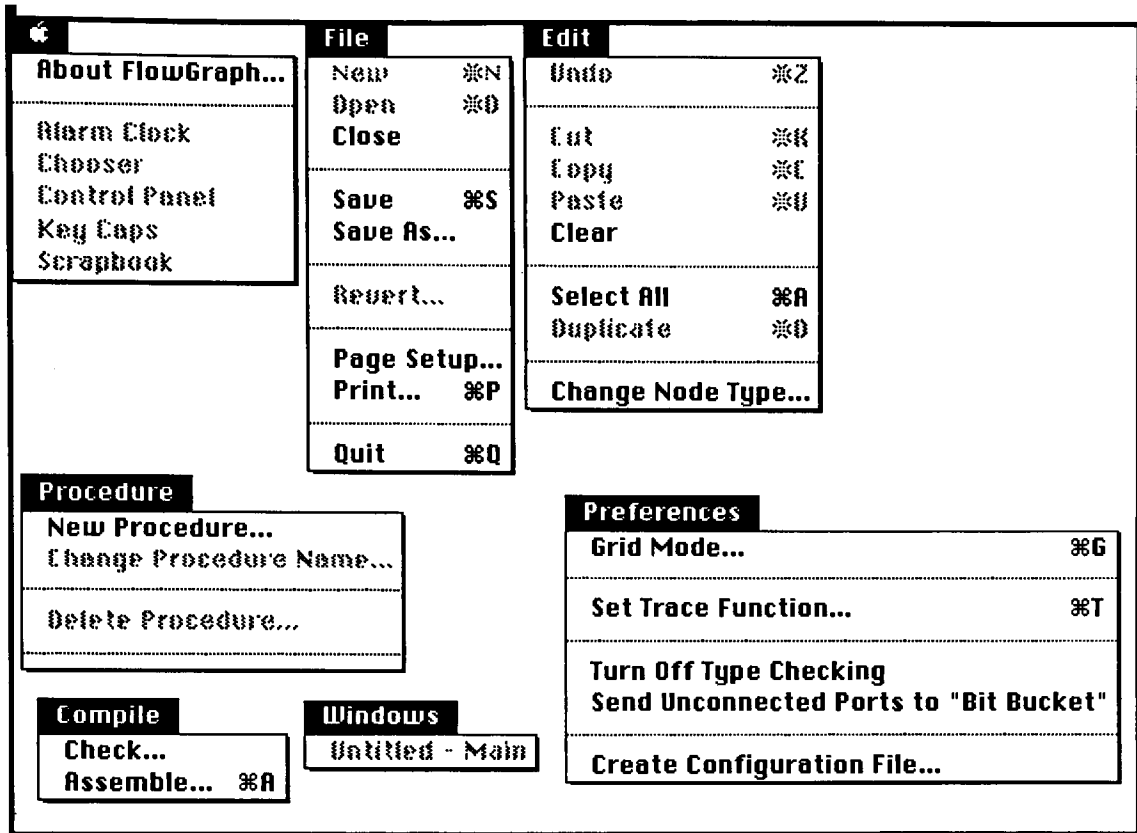 File
Edit
About FlowGraph...
Alarm Clock
Chooser
Control Panel
Key Caps
Scrapbook
New ⌘N
Open ⌘O
Close
Save ⌘S
Save As...
Revert...
Page Setup...
Print... ⌘P
Quit ⌘Q
Undo ⌘Z
Cut ⌘X
Copy ⌘C
Paste ⌘V
Clear
Select All ⌘A
Duplicate ⌘D
Change Node Type...
Procedure
New Procedure...
Change Procedure Name...
Delete Procedure...
Preferences
Grid Mode... ⌘G
Set Trace Function... ⌘T
Turn Off Type Checking
Send Unconnected Ports to "Bit Bucket"
Create Configuration File...
Compile
Check...
Assemble... ⌘A
Windows
Untitled - Main